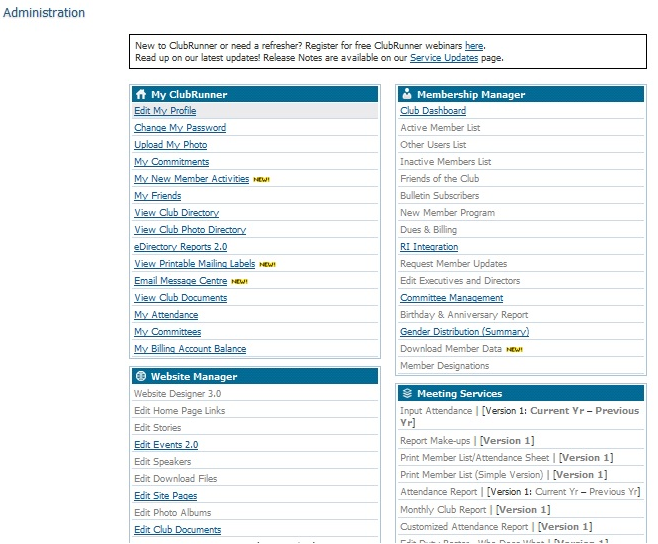 Administration
New to ClubRunner or need a refresher? Register for free ClubRunner webinars here.
Read up on our latest updates! Release Notes are available on our Service Updates page.
My ClubRunner
Edit My Profile
Change My Password
Upload My Photo
My Commitments
My New Member Activities NEW!
My Friends
View Club Directory
View Club Photo Directory
eDirectory Reports 2.0
View Printable Mailing Labels NEW!
Email Message Centre NEW!
View Club Documents
My Attendance
My Committees
My Billing Account Balance
Website Manager
Website Designer 3.0
Edit Home Page Links
Edit Stories
Edit Events 2.0
Edit Speakers
Edit Download Files
Edit Site Pages
Edit Photo Albums
Edit Club Documents
Membership Manager
Club Dashboard
Active Member List
Other Users List
Inactive Members List
Friends of the Club
Bulletin Subscribers
New Member Program
Dues & Billing
RI Integration
Request Member Updates
Edit Executives and Directors
Committee Management
Birthday & Anniversary Report
Gender Distribution (Summary)
Download Member Data NEW!
Member Designations
Meeting Services
Input Attendance | [Version 1: Current Yr – Previous
Yr]
Report Make-ups | [Version 1]
Print Member List/Attendance Sheet | [Version 1]
Print Member List (Simple Version) | [Version 1]
Attendance Report | [Version 1: Current Yr – Previous Yr]
Monthly Club Report | [Version 1]
Customized Attendance Report | [Version 1]
Edit Duty Roster - Who Does What | [Version 1]